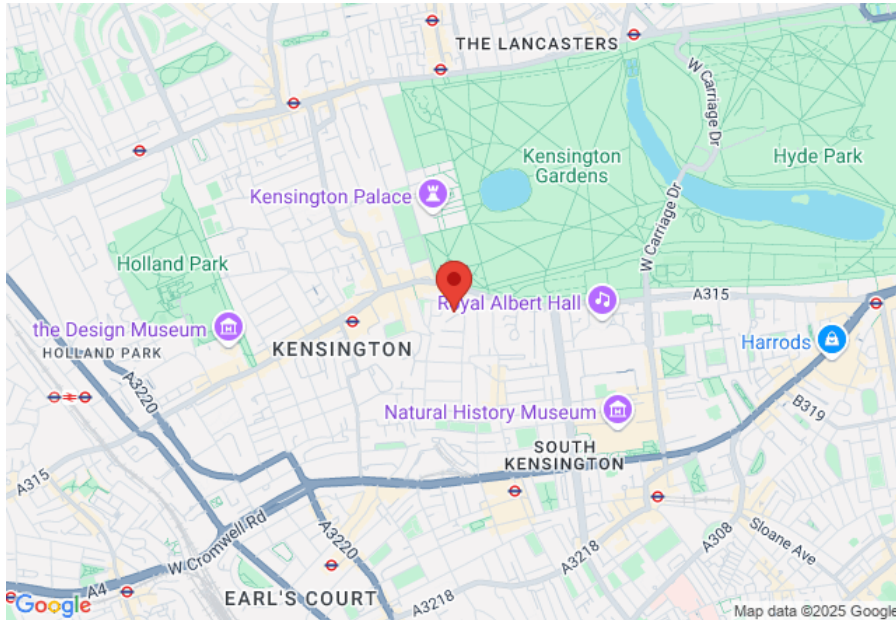 THE LANCASTERS
W Carriage Dr
Kensington
Gardens
Hyde Park
Kensington Palace
W Carriage Dr
Holland Park
Royal Albert Hall
A315
the Design Museum
HOLLAND PARK
KENSINGTON
Harrods
A3220
B319
Natural History Museum
SOUTH
KENSINGTON
A315
W Cromwell Rd
A3220
A308
Sloane Ave
A3218
A4
EARL'S COURT
A3218
Google
Map data ©2025 Google